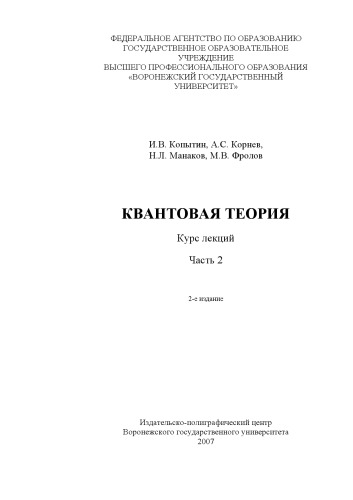 ФЕДЕРАЛЬНОЕ АГЕНТСТВО ПО ОБРАЗОВАНИЮ
ГОСУДАРСТВЕННОЕ ОБРАЗОВАТЕЛЬНОЕ
УЧРЕЖДЕНИЕ
ВЫСШЕГО ПРОФЕССИОНАЛЬНОГО ОБРАЗОВАНИЯ
«ВОРОНЕЖСКИЙ ГОСУДАРСТВЕННЫЙ
УНИВЕРСИТЕТ»
И.В. Копытин, А.С. Корнев,
Н.Л. Манаков, М.В. Фролов
КВАНТОВАЯ ТЕОРИЯ
Курс лекций
Часть 2
2-е издание
Издательско-полиграфический центр
Воронежского государственного университета
2007